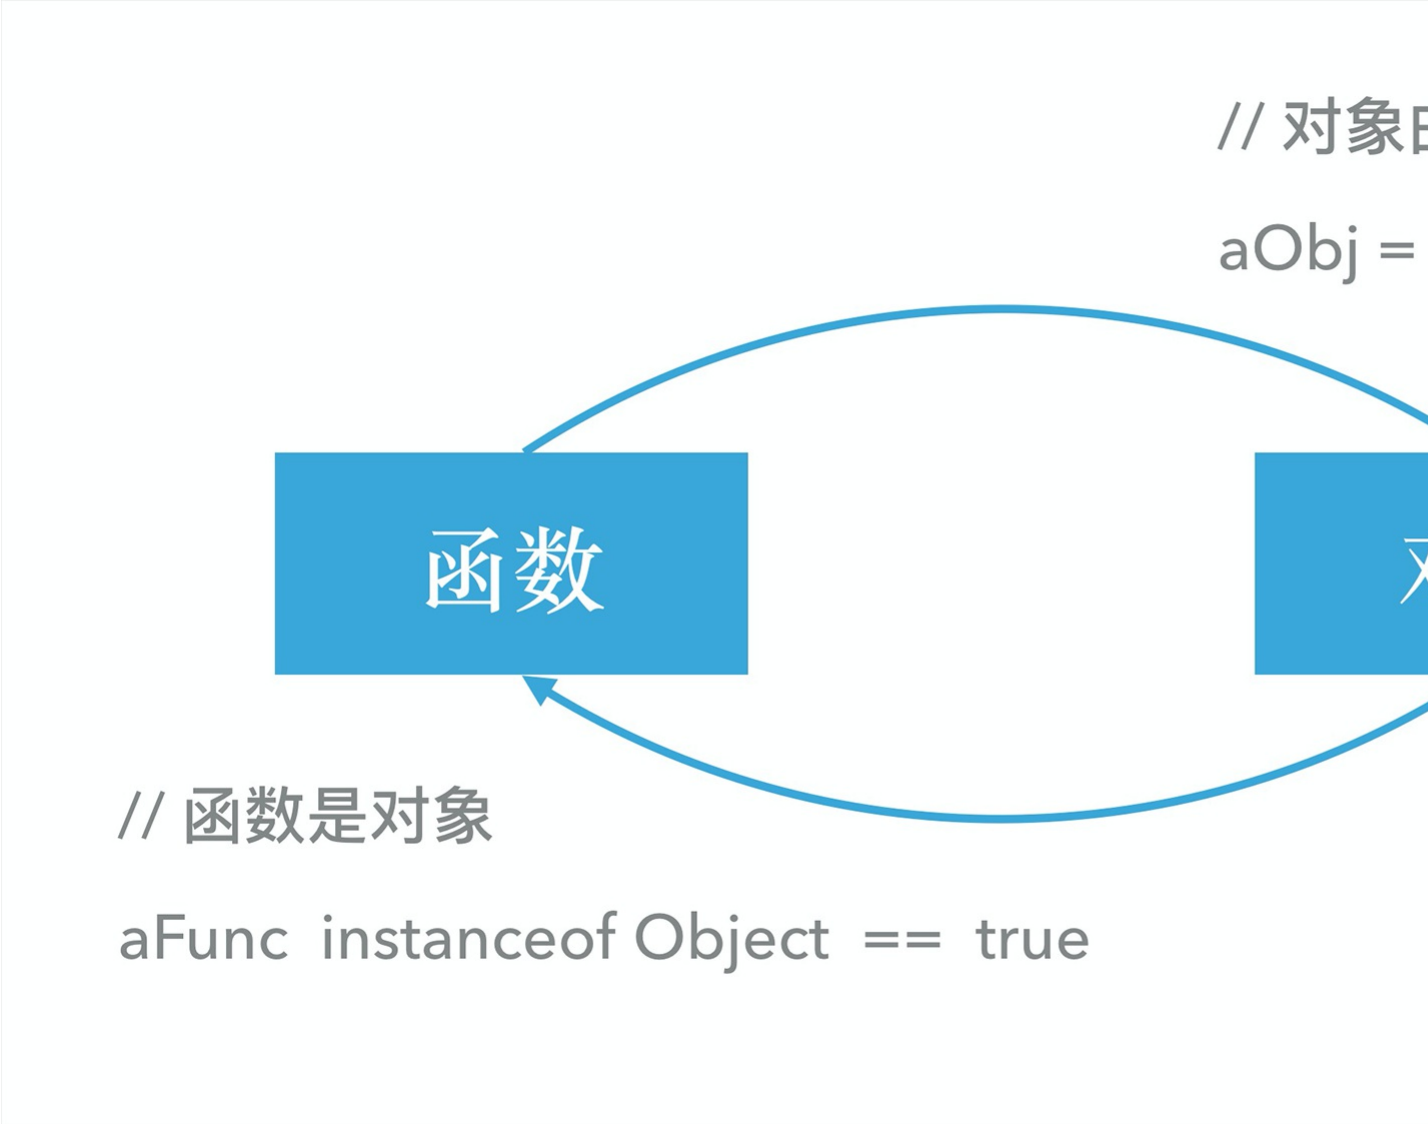 // 对象
aObj =
函数
// 函数是对象
aFunc instanceof Object == true